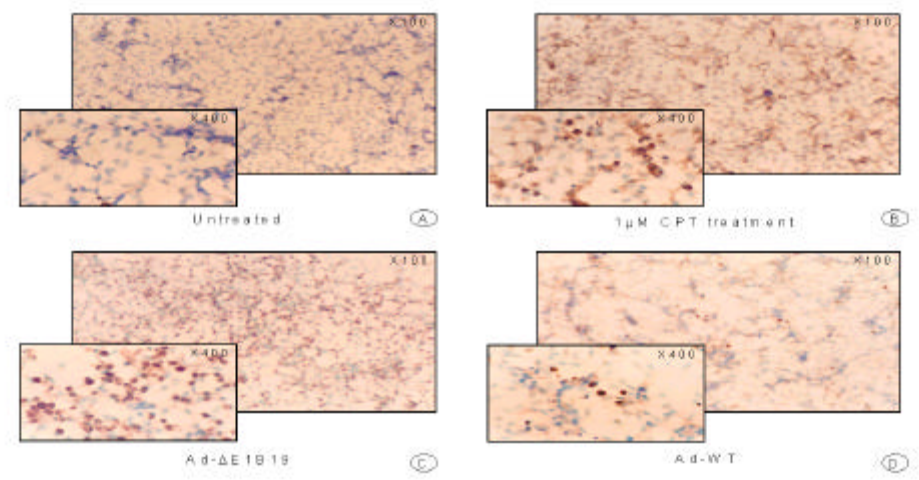 X100
X400
Untreated
A
X100
X400
1µM CPT treatment
B
X100
X400
Ad-ΔE1B19
C
X100
X400
Ad-WT
D